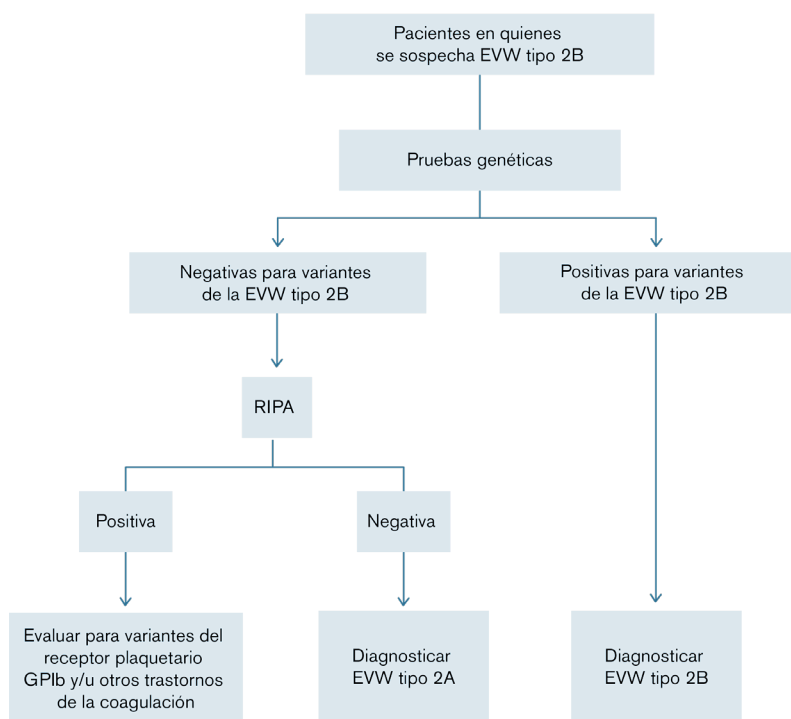 Pacientes en quienes
se sospecha EVW tipo 2B
Pruebas genéticas
Negativas para variantes
de la EVW tipo 2B
Positivas para variantes
de la EVW tipo 2B
RIPA
Positiva
Negativa
Evaluar para variantes del
receptor plaquetario
GPIb y/u otros trastornos
de la coagulación
Diagnosticar
EVW tipo 2A
Diagnosticar
EVW tipo 2B